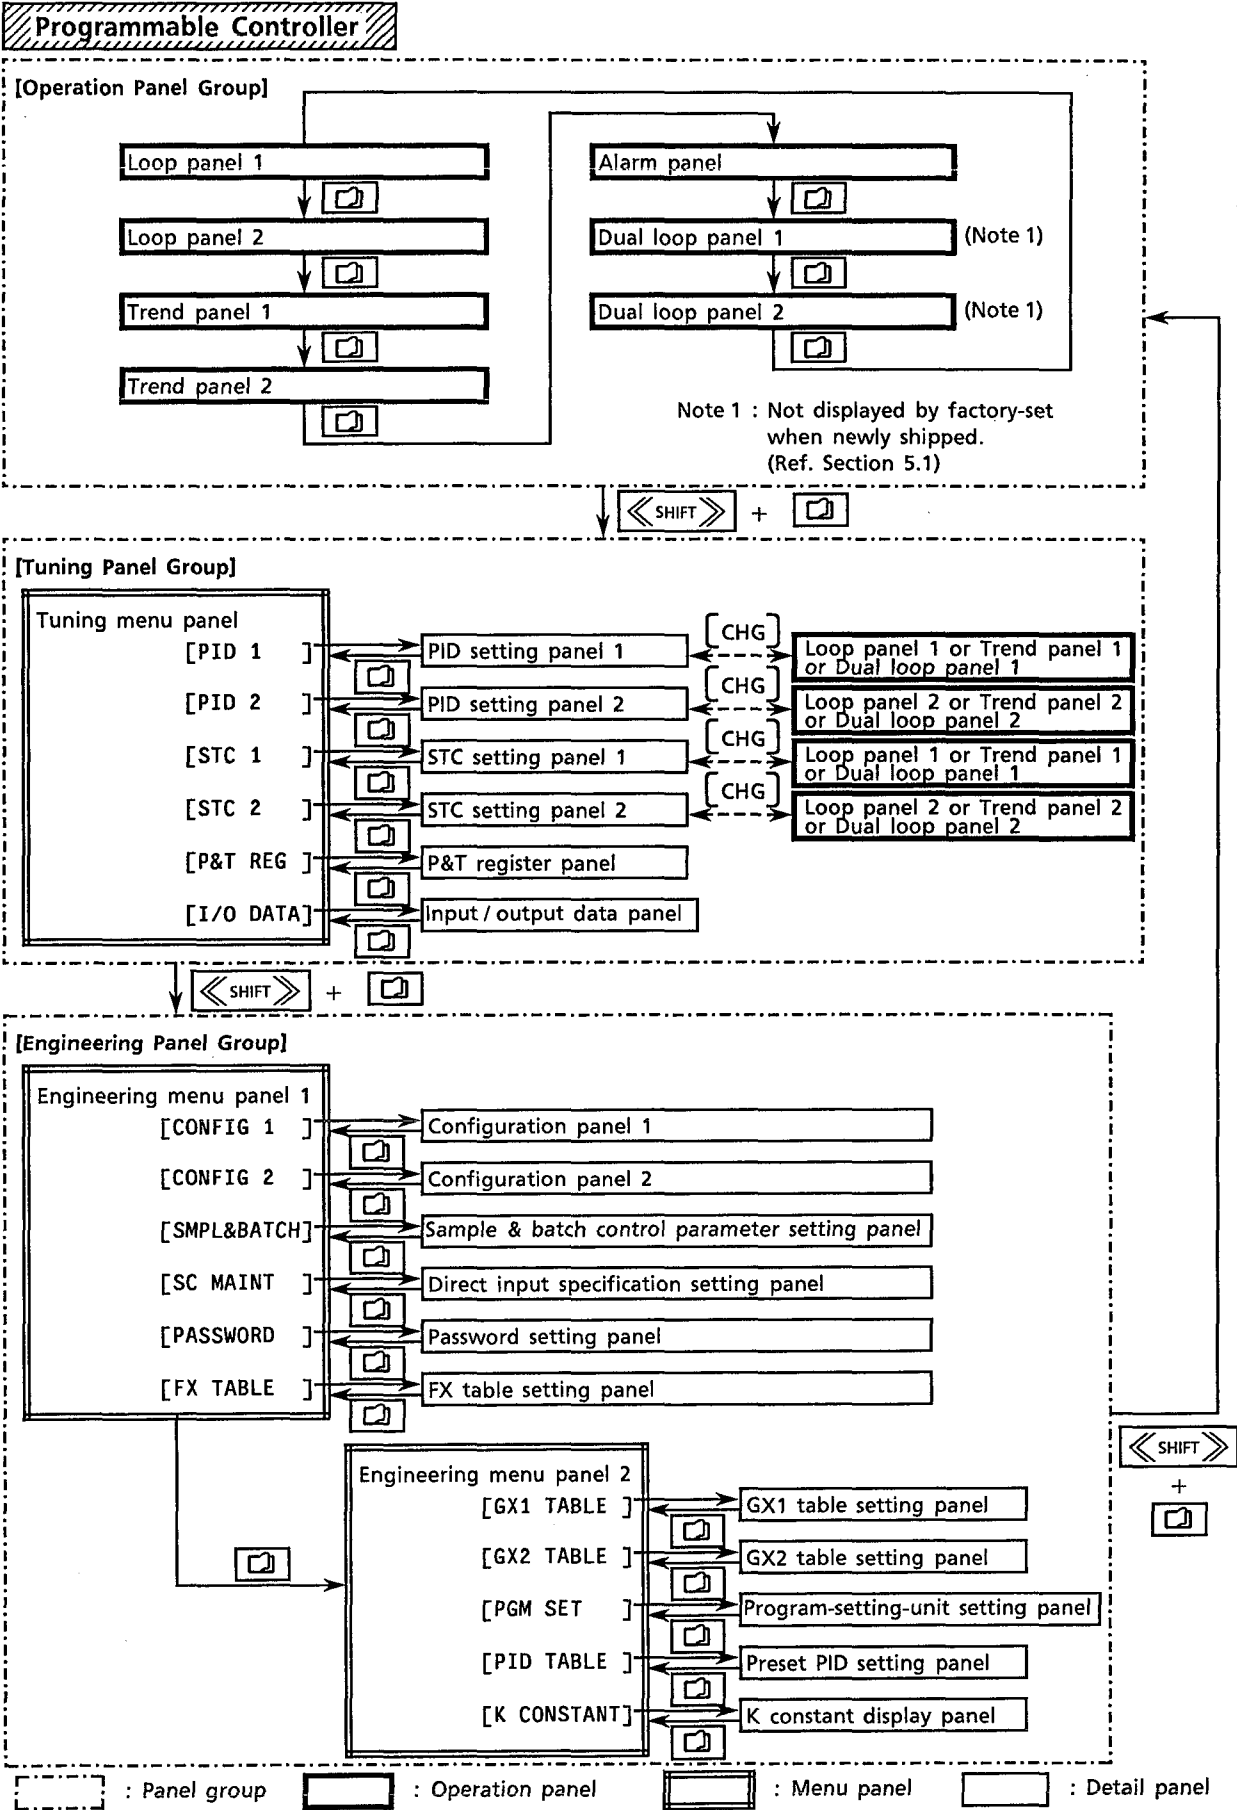 Programmable Controller
[Operation Panel Group]
Loop panel 1
Loop panel 2
Trend panel 1
Trend panel 2
Alarm panel
Dual loop panel 1
(Note 1)
Dual loop panel 2
(Note 1)
Note 1 : Not displayed by factory-set
when newly shipped.
(Ref. Section 5.1)
SHIFT +
[Tuning Panel Group]
Tuning menu panel
[PID 1 ]
PID setting panel 1
[CHG]
Loop panel 1 or Trend panel 1
or Dual loop panel 1
[PID 2 ]
PID setting panel 2
[CHG]
Loop panel 2 or Trend panel 2
or Dual loop panel 2
[STC 1 ]
STC setting panel 1
[CHG]
Loop panel 1 or Trend panel 1
or Dual loop panel 1
[STC 2 ]
STC setting panel 2
[CHG]
Loop panel 2 or Trend panel 2
or Dual loop panel 2
[P&T REG ]
P&T register panel
[I/O DATA]
Input / output data panel
SHIFT +
[Engineering Panel Group]
Engineering menu panel 1
[CONFIG 1 ]
Configuration panel 1
[CONFIG 2 ]
Configuration panel 2
[SMPL&BATCH]
Sample & batch control parameter setting panel
[SC MAINT ]
Direct input specification setting panel
[PASSWORD ]
Password setting panel
[FX TABLE ]
FX table setting panel
Engineering menu panel 2
[GX1 TABLE ]
GX1 table setting panel
[GX2 TABLE ]
GX2 table setting panel
[PGM SET ]
Program-setting-unit setting panel
[PID TABLE ]
Preset PID setting panel
[K CONSTANT]
K constant display panel
SHIFT
+
: Panel group
: Operation panel
: Menu panel
: Detail panel